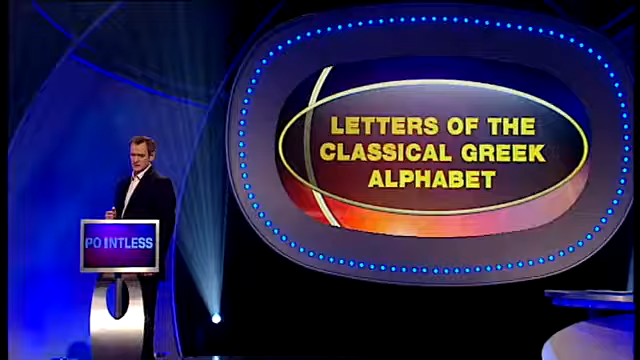 LETTERS OF THE
CLASSICAL GREEK
ALPHABET
POINTLESS